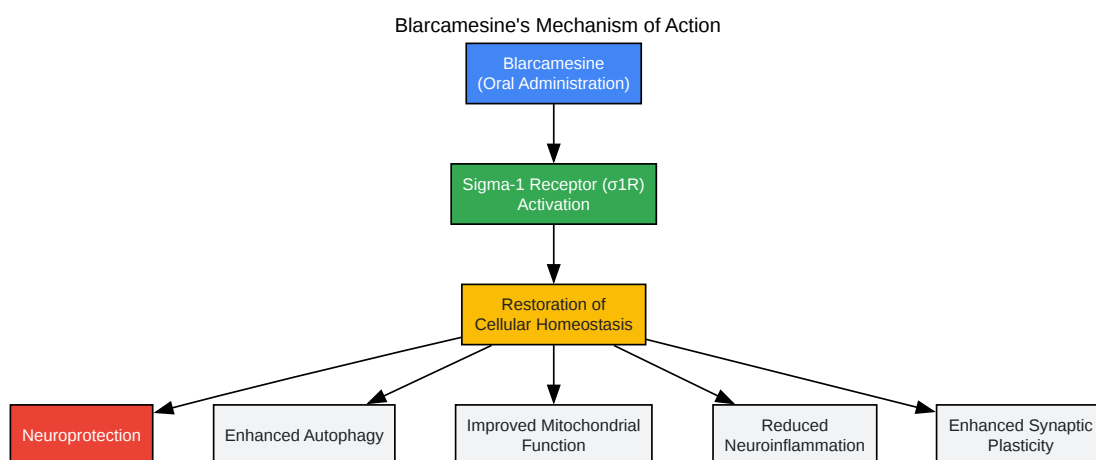 Blarcamesine's Mechanism of Action
Blarcamesine
(Oral Administration)
Sigma-1 Receptor (σ1R)
Activation
Restoration of
Cellular Homeostasis
Neuroprotection
Enhanced Autophagy
Improved Mitochondrial
Function
Reduced
Neuroinflammation
Enhanced Synaptic
Plasticity